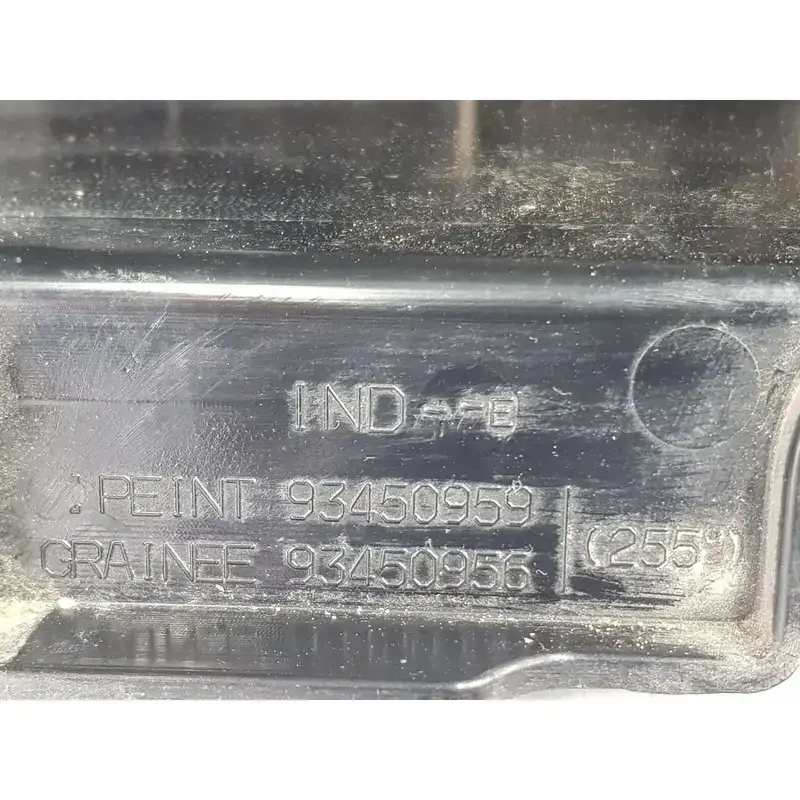 IND
PEINT 93450959
GRAINEE 93450956
(255°)